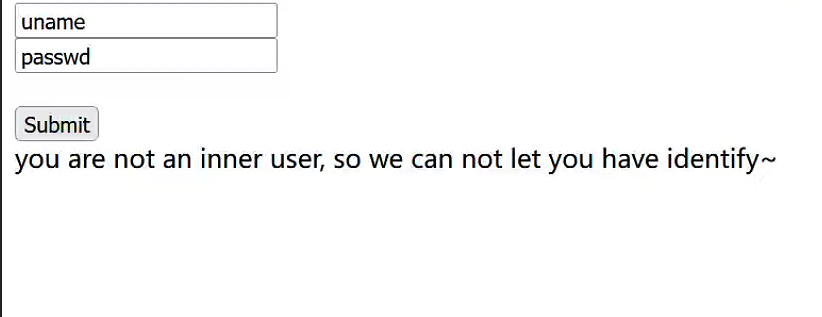 uname
passwd
Submit
you are not an inner user, so we can not let you have identify~